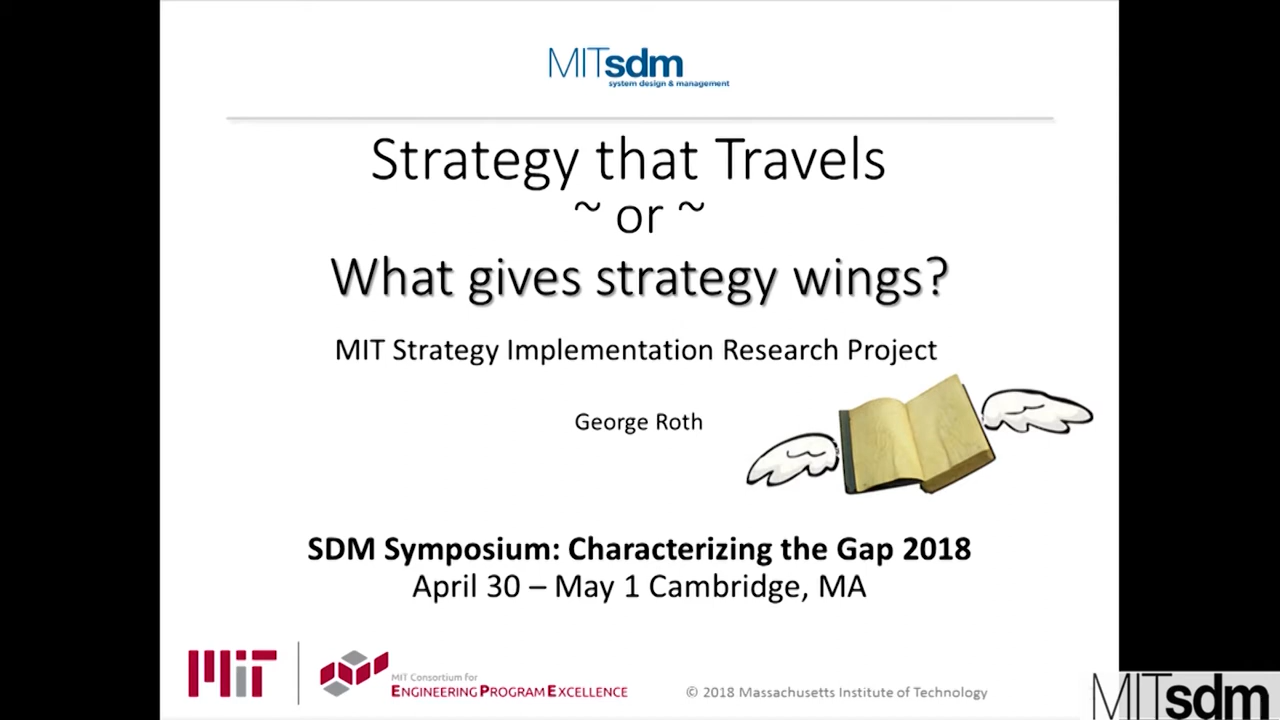 MITsdm
system design & management
Strategy that Travels
~ or ~
What gives strategy wings?
MIT Strategy Implementation Research Project
George Roth
SDM Symposium: Characterizing the Gap 2018
April 30 – May 1 Cambridge, MA
MIT
MIT Consortium for
ENGINEERING PROGRAM EXCELLENCE
© 2018 Massachusetts Institute of Technology
MITsdm